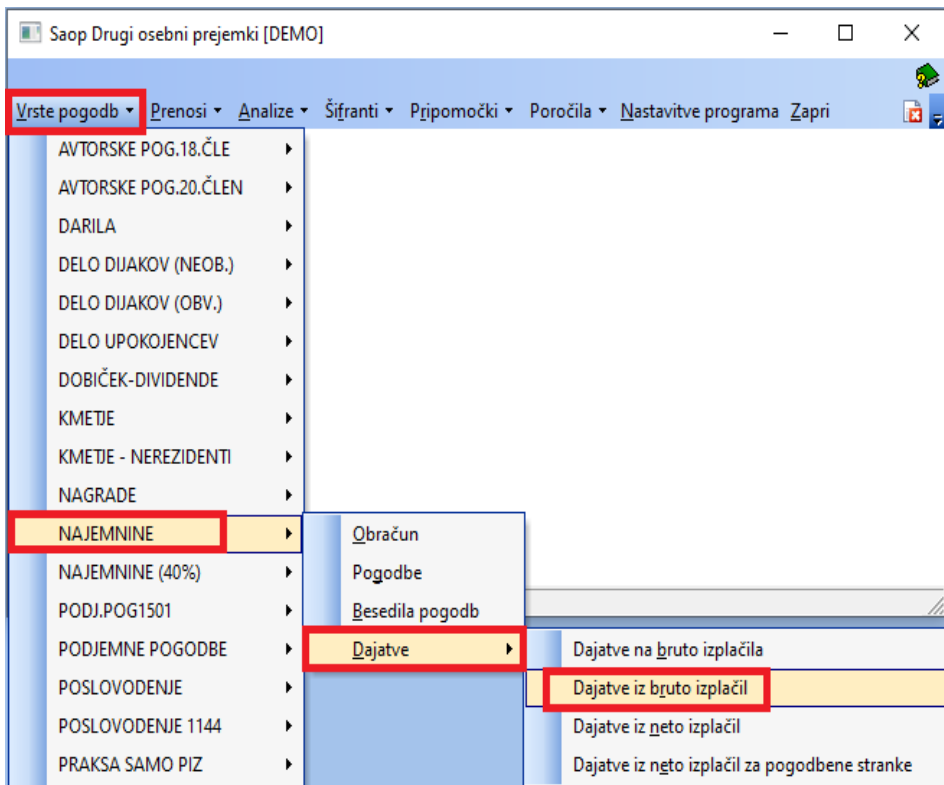 Saop Drugi osebni prejemki [DEMO]
Vrste pogodb Prenosi Analize Šifranti Pripomočki Poročila Nastavitve programa Zapri
AVTORSKE POG.18.ČLE
AVTORSKE POG.20.ČLEN
DARILA
DELO DIJAKOV (NEOB.)
DELO DIJAKOV (OBV.)
DELO UPOKOJENCEV
DOBIČEK-DIVIDENDE
KMETJE
KMETJE - NEREZIDENTI
NAGRADE
NAJEMNINE
NAJEMNINE (40%)
PODJ.POG1501
PODJEMNE POGODBE
POSLOVODENJE
POSLOVODENJE 1144
PRAKSA SAMO PIZ
Obračun
Pogodbe
Besedila pogodb
Dajatve
Dajatve na bruto izplačila
Dajatve iz bruto izplačil
Dajatve iz neto izplačil
Dajatve iz neto izplačil za pogodbene stranke